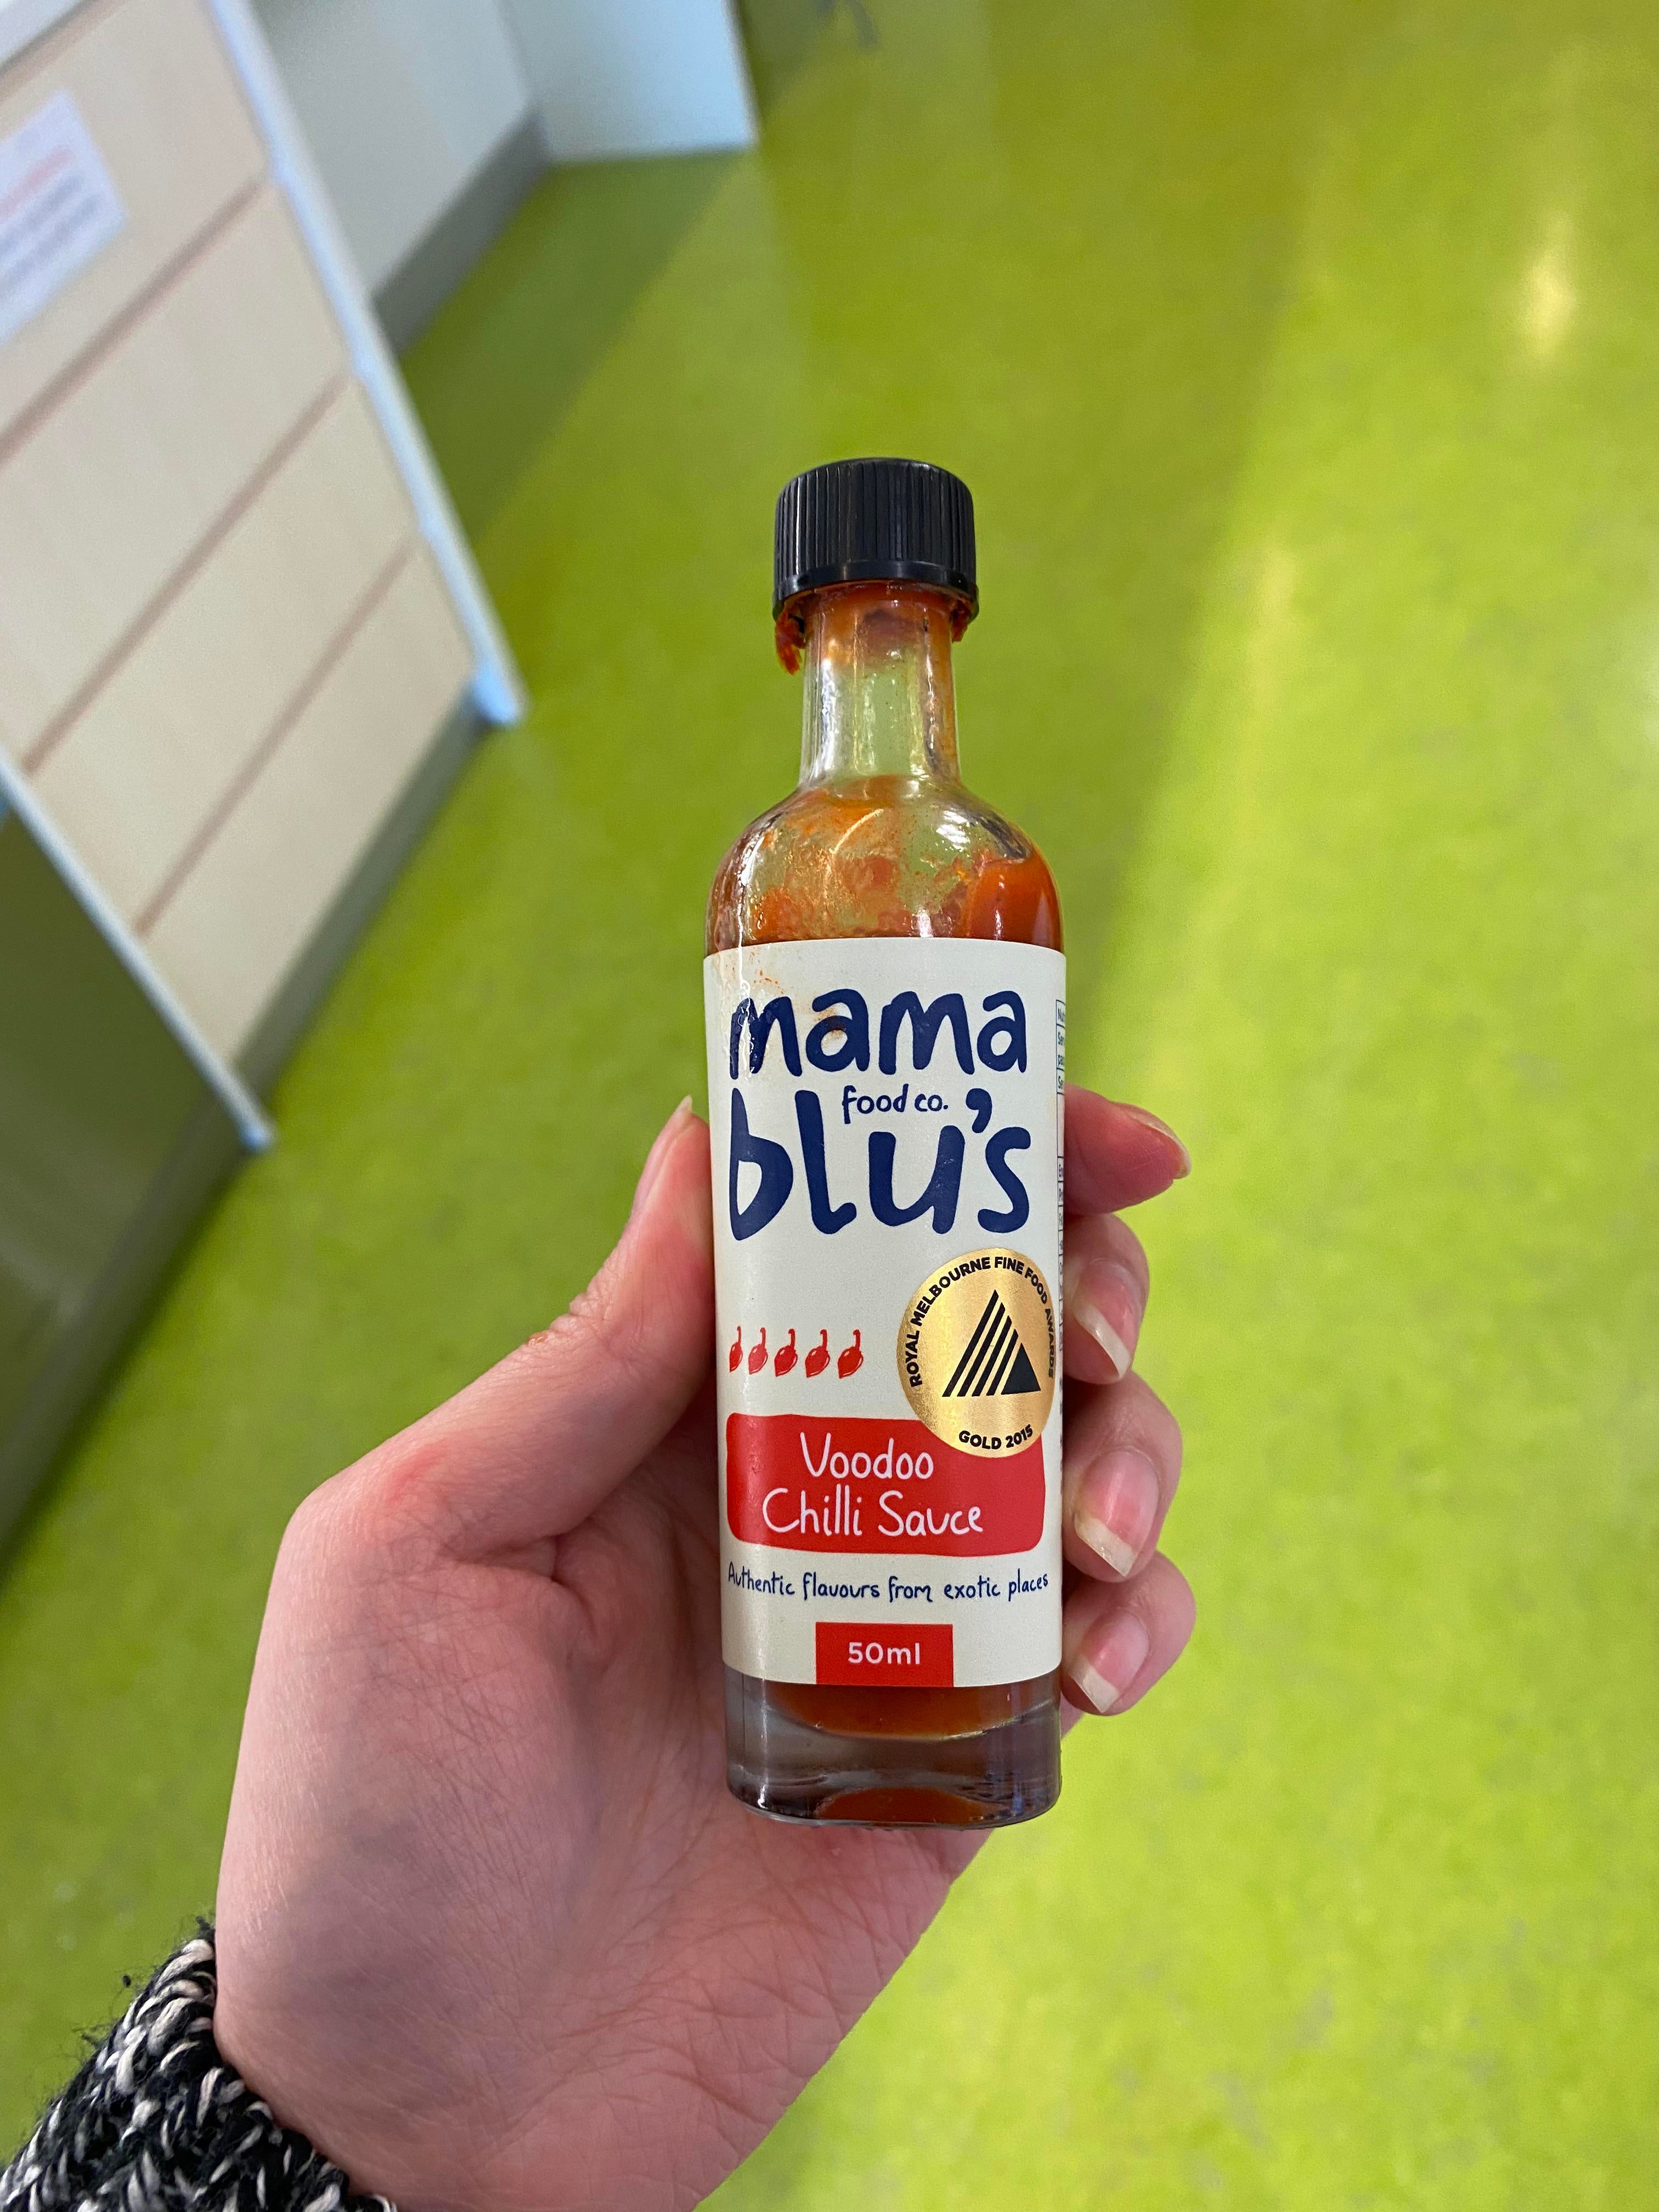 mama
food co.
blu's
ROYAL MELBOURNE FINE FOOD AWARDS
GOLD 2015
Voodoo
Chilli Sauce
Authentic flavours from exotic places
50ml